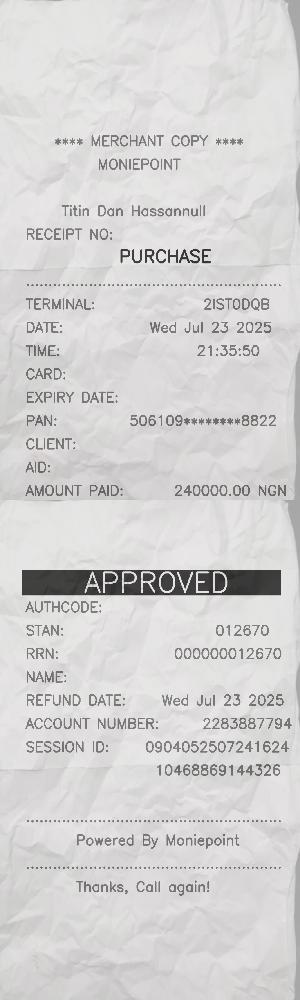 **** MERCHANT COPY ****
MONIEPOINT
Titin Dan Hassannull
RECEIPT NO:
PURCHASE
TERMINAL: 2IST0DQB
DATE: Wed Jul 23 2025
TIME: 21:35:50
CARD:
EXPIRY DATE:
PAN: 506109********8822
CLIENT:
AID:
AMOUNT PAID: 240000.00 NGN
APPROVED
AUTHCODE:
STAN: 012670
RRN: 000000012670
NAME:
REFUND DATE: Wed Jul 23 2025
ACCOUNT NUMBER: 2283887794
SESSION ID: 0904052507241624
10468869144326
Powered By Moniepoint
Thanks, Call again!